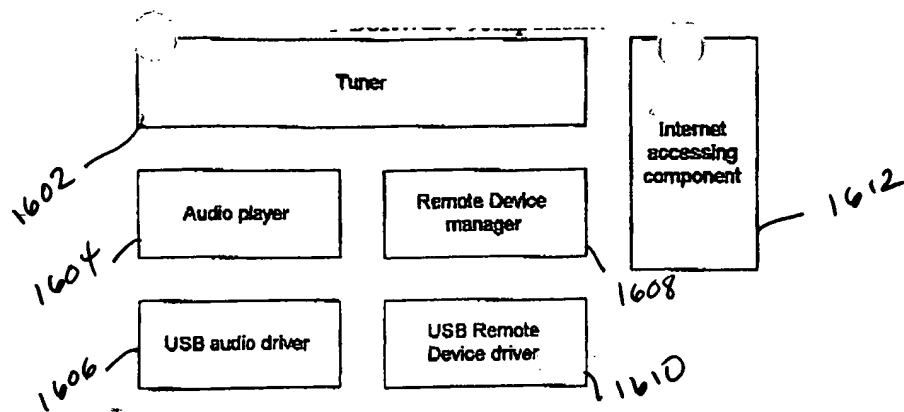 Tuner
Internet
accessing
component
1602
Audio player
Remote Device
manager
1612
1604
1608
USB audio driver
USB Remote
Device driver
1606
1610